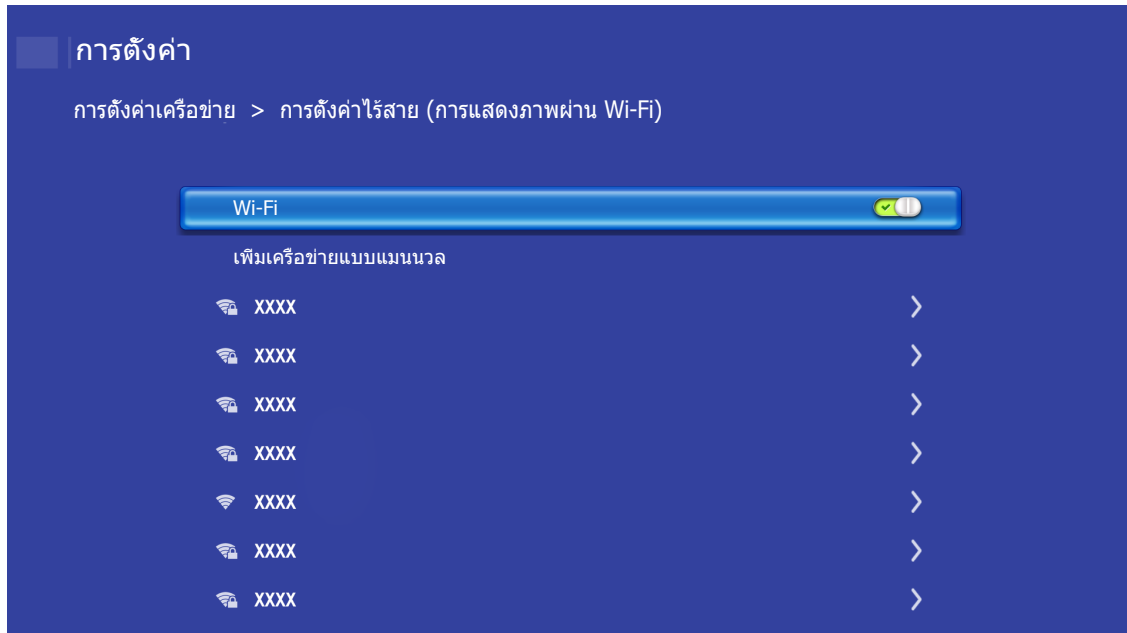 การตั้งค่า
การตั้งค่าเครือข่าย > การตั้งค่าไร้สาย (การแสดงภาพผ่าน Wi-Fi)
Wi-Fi
เพิ่มเครือข่ายแบบแมนนวล
XXXX
XXXX
XXXX
XXXX
XXXX
XXXX
XXXX